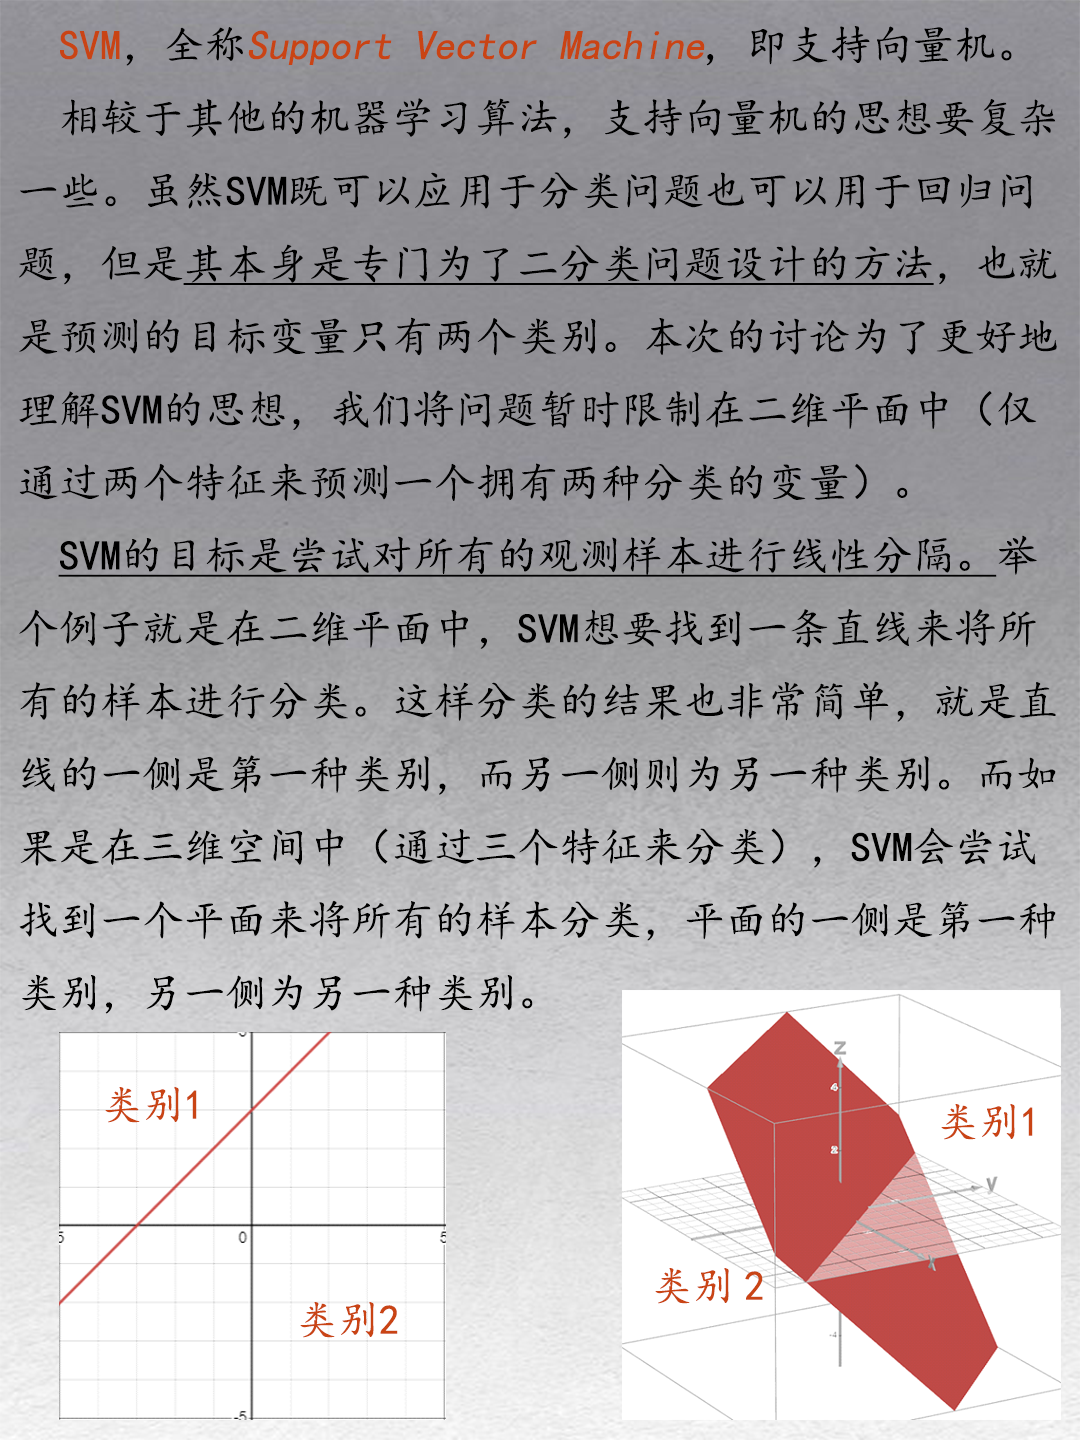 SVM，全称Support Vector Machine，即支持向量机。
相较于其他的机器学习算法，支持向量机的思想要复杂
一些。虽然SVM既可以应用于分类问题也可以用于回归问
题，但是其本身是专门为了二分类问题设计的方法，也就
是预测的目标变量只有两个类别。本次的讨论为了更好地
理解SVM的思想，我们将问题暂时限制在二维平面中（仅
通过两个特征来预测一个拥有两种分类的变量）。
SVM的目标是尝试对所有的观测样本进行线性分隔。举
个例子就是在二维平面中，SVM想要找到一条直线来将所
有的样本进行分类。这样分类的结果也非常简单，就是直
线的一侧是第一种类别，而另一侧则为另一种类别。而如
果是在三维空间中（通过三个特征来分类），SVM会尝试
找到一个平面来将所有的样本分类，平面的一侧是第一种
类别，另一侧为另一种类别。
5
类别1
5
0
5
类别2
-5
z
4
类别1
2
y
x
类别 2
-4